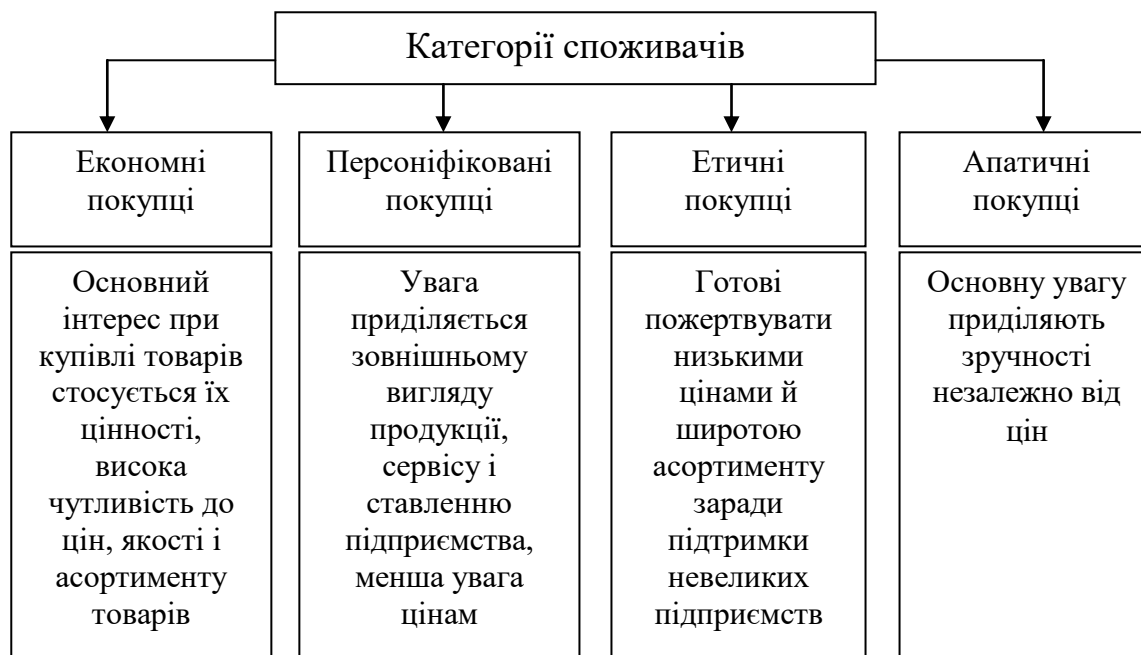 Категорії споживачів
Економні
покупці
Основний
інтерес при
купівлі товарів
стосується їх
цінності,
висока
чутливість до
цін, якості і
асортименту
товарів
Персоніфіковані
покупці
Увага
приділяється
зовнішньому
вигляду
продукції,
сервісу і
ставленню
підприємства,
менша увага
цінам
Етичні
покупці
Готові
пожертвувати
низькими
цінами й
широтою
асортименту
заради
підтримки
невеликих
підприємств
Апатичні
покупці
Основну увагу
приділяють
зручності
незалежно від
цін